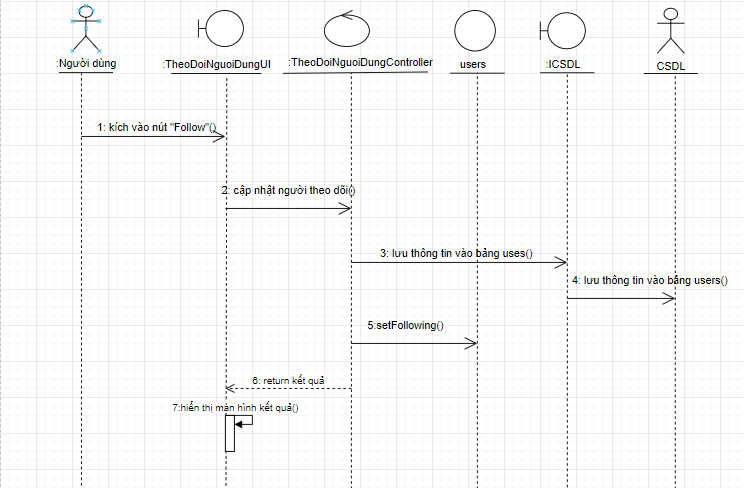 :Người dùng
:TheoDoiNguoiDungUI
:TheoDoiNguoiDungController
users
:ICSDL
CSDL
1: kích vào nút "Follow"()
2: cập nhật người theo dõi()
3: lưu thông tin vào bảng uses()
4: lưu thông tin vào bảng users()
5:setFollowing()
6: return kết quả
7:hiển thị màn hình kết quả()